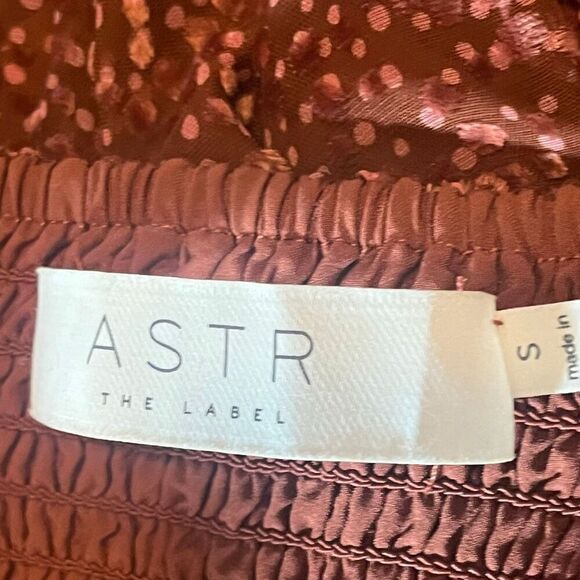 ASTR
THE LABEL
S
made in